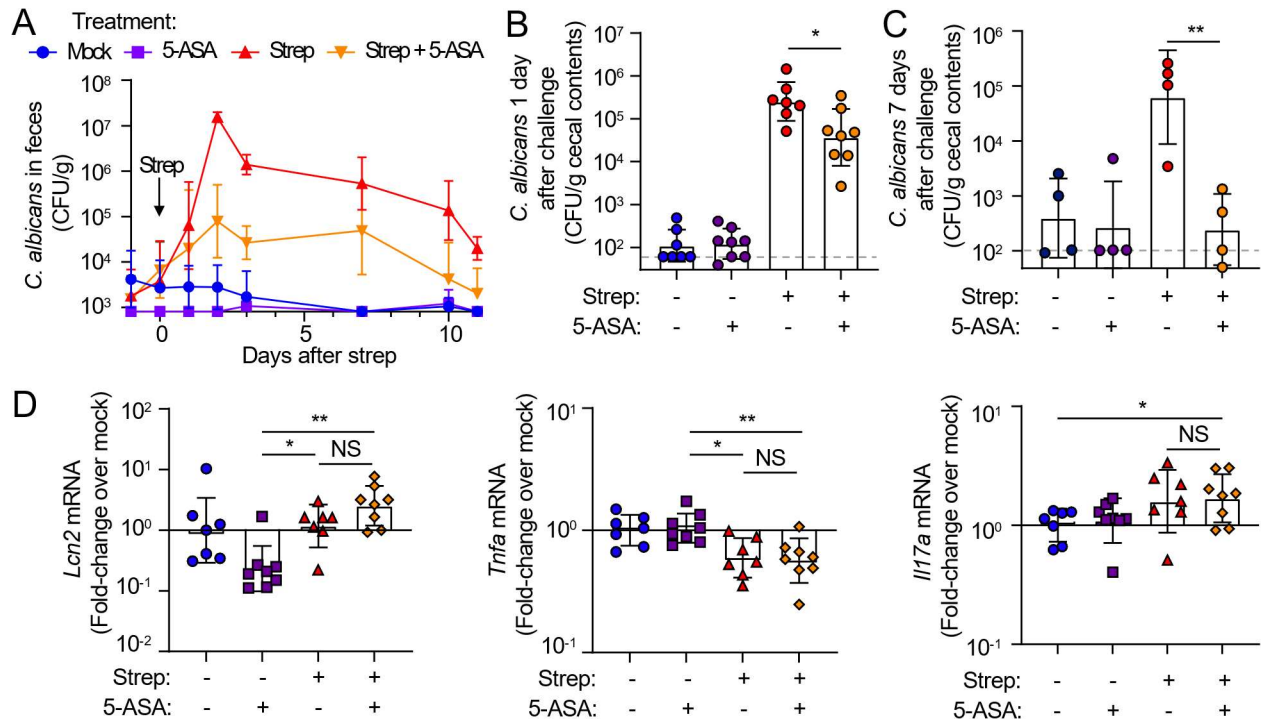 A
Treatment:
Mock 5-ASA Strep Strep + 5-ASA
C. albicans in feces
(CFU/g)
10⁸
10⁷
10⁶
10⁵
10⁴
10³
Strep
0 5 10
Days after strep
B
C. albicans 1 day
after challenge
(CFU/g cecal contents)
10⁷
10⁶
10⁵
10⁴
10³
10²
*
Strep: - - + +
5-ASA: - + - +
C
C. albicans 7 days
after challenge
(CFU/g cecal contents)
10⁶
10⁵
10⁴
10³
10²
**
Strep: - - + +
5-ASA: - + - +
D
Lcn2 mRNA
(Fold-change over mock)
10²
10¹
10⁰
10⁻¹
10⁻²
**
* NS
Strep: - - + +
5-ASA: - + - +
Tnfa mRNA
(Fold-change over mock)
10¹
10⁰
10⁻¹
**
* NS
Strep: - - + +
5-ASA: - + - +
Il17a mRNA
(Fold-change over mock)
10¹
10⁰
10⁻¹
*
NS
Strep: - - + +
5-ASA: - + - +